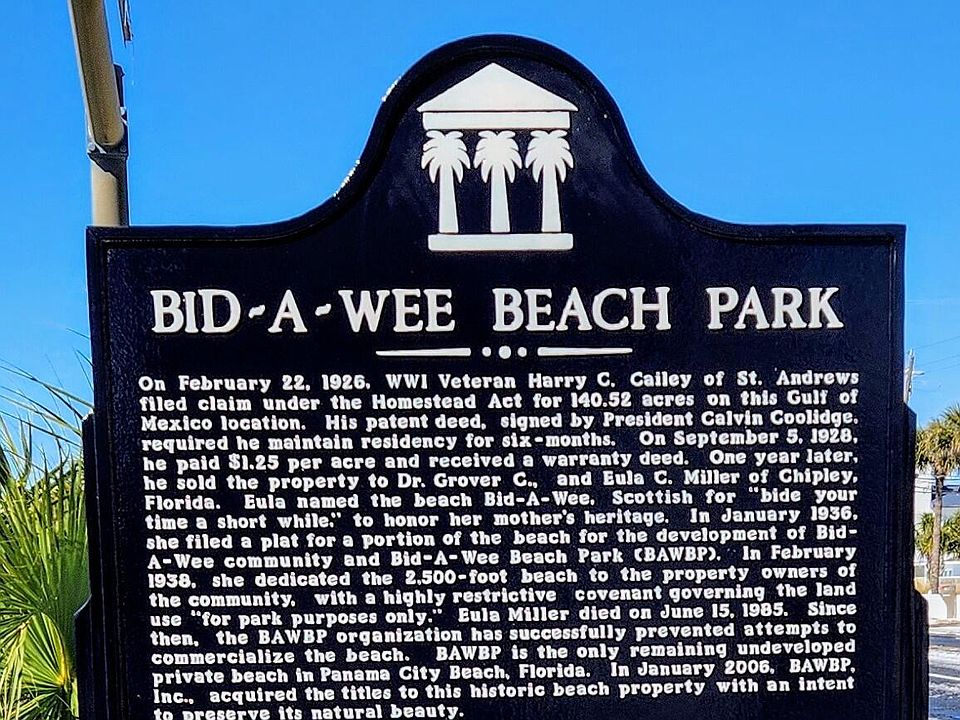 BID-A-WEE BEACH PARK
On February 22, 1926, WWI Veteran Harry C. Cailey of St. Andrews
filed claim under the Homestead Act for 140.52 acres on this Gulf of
Mexico location. His patent deed, signed by President Calvin Coolidge,
required he maintain residency for six-months. On September 5, 1928,
he paid $1.25 per acre and received a warranty deed. One year later,
he sold the property to Dr. Grover C., and Eula C. Miller of Chipley,
Florida. Eula named the beach Bid-A-Wee, Scottish for "bide your
time a short while," to honor her mother's heritage. In January 1936,
she filed a plat for a portion of the beach for the development of Bid-
A-Wee community and Bid-A-Wee Beach Park (BAWBP). In February
1938, she dedicated the 2,500-foot beach to the property owners of
the community, with a highly restrictive covenant governing the land
use "for park purposes only." Eula Miller died on June 15, 1985. Since
then, the BAWBP organization has successfully prevented attempts to
commercialize the beach. BAWBP is the only remaining undeveloped
private beach in Panama City Beach, Florida. In January 2006, BAWBP,
Inc., acquired the titles to this historic beach property with an intent
to preserve its natural beauty.